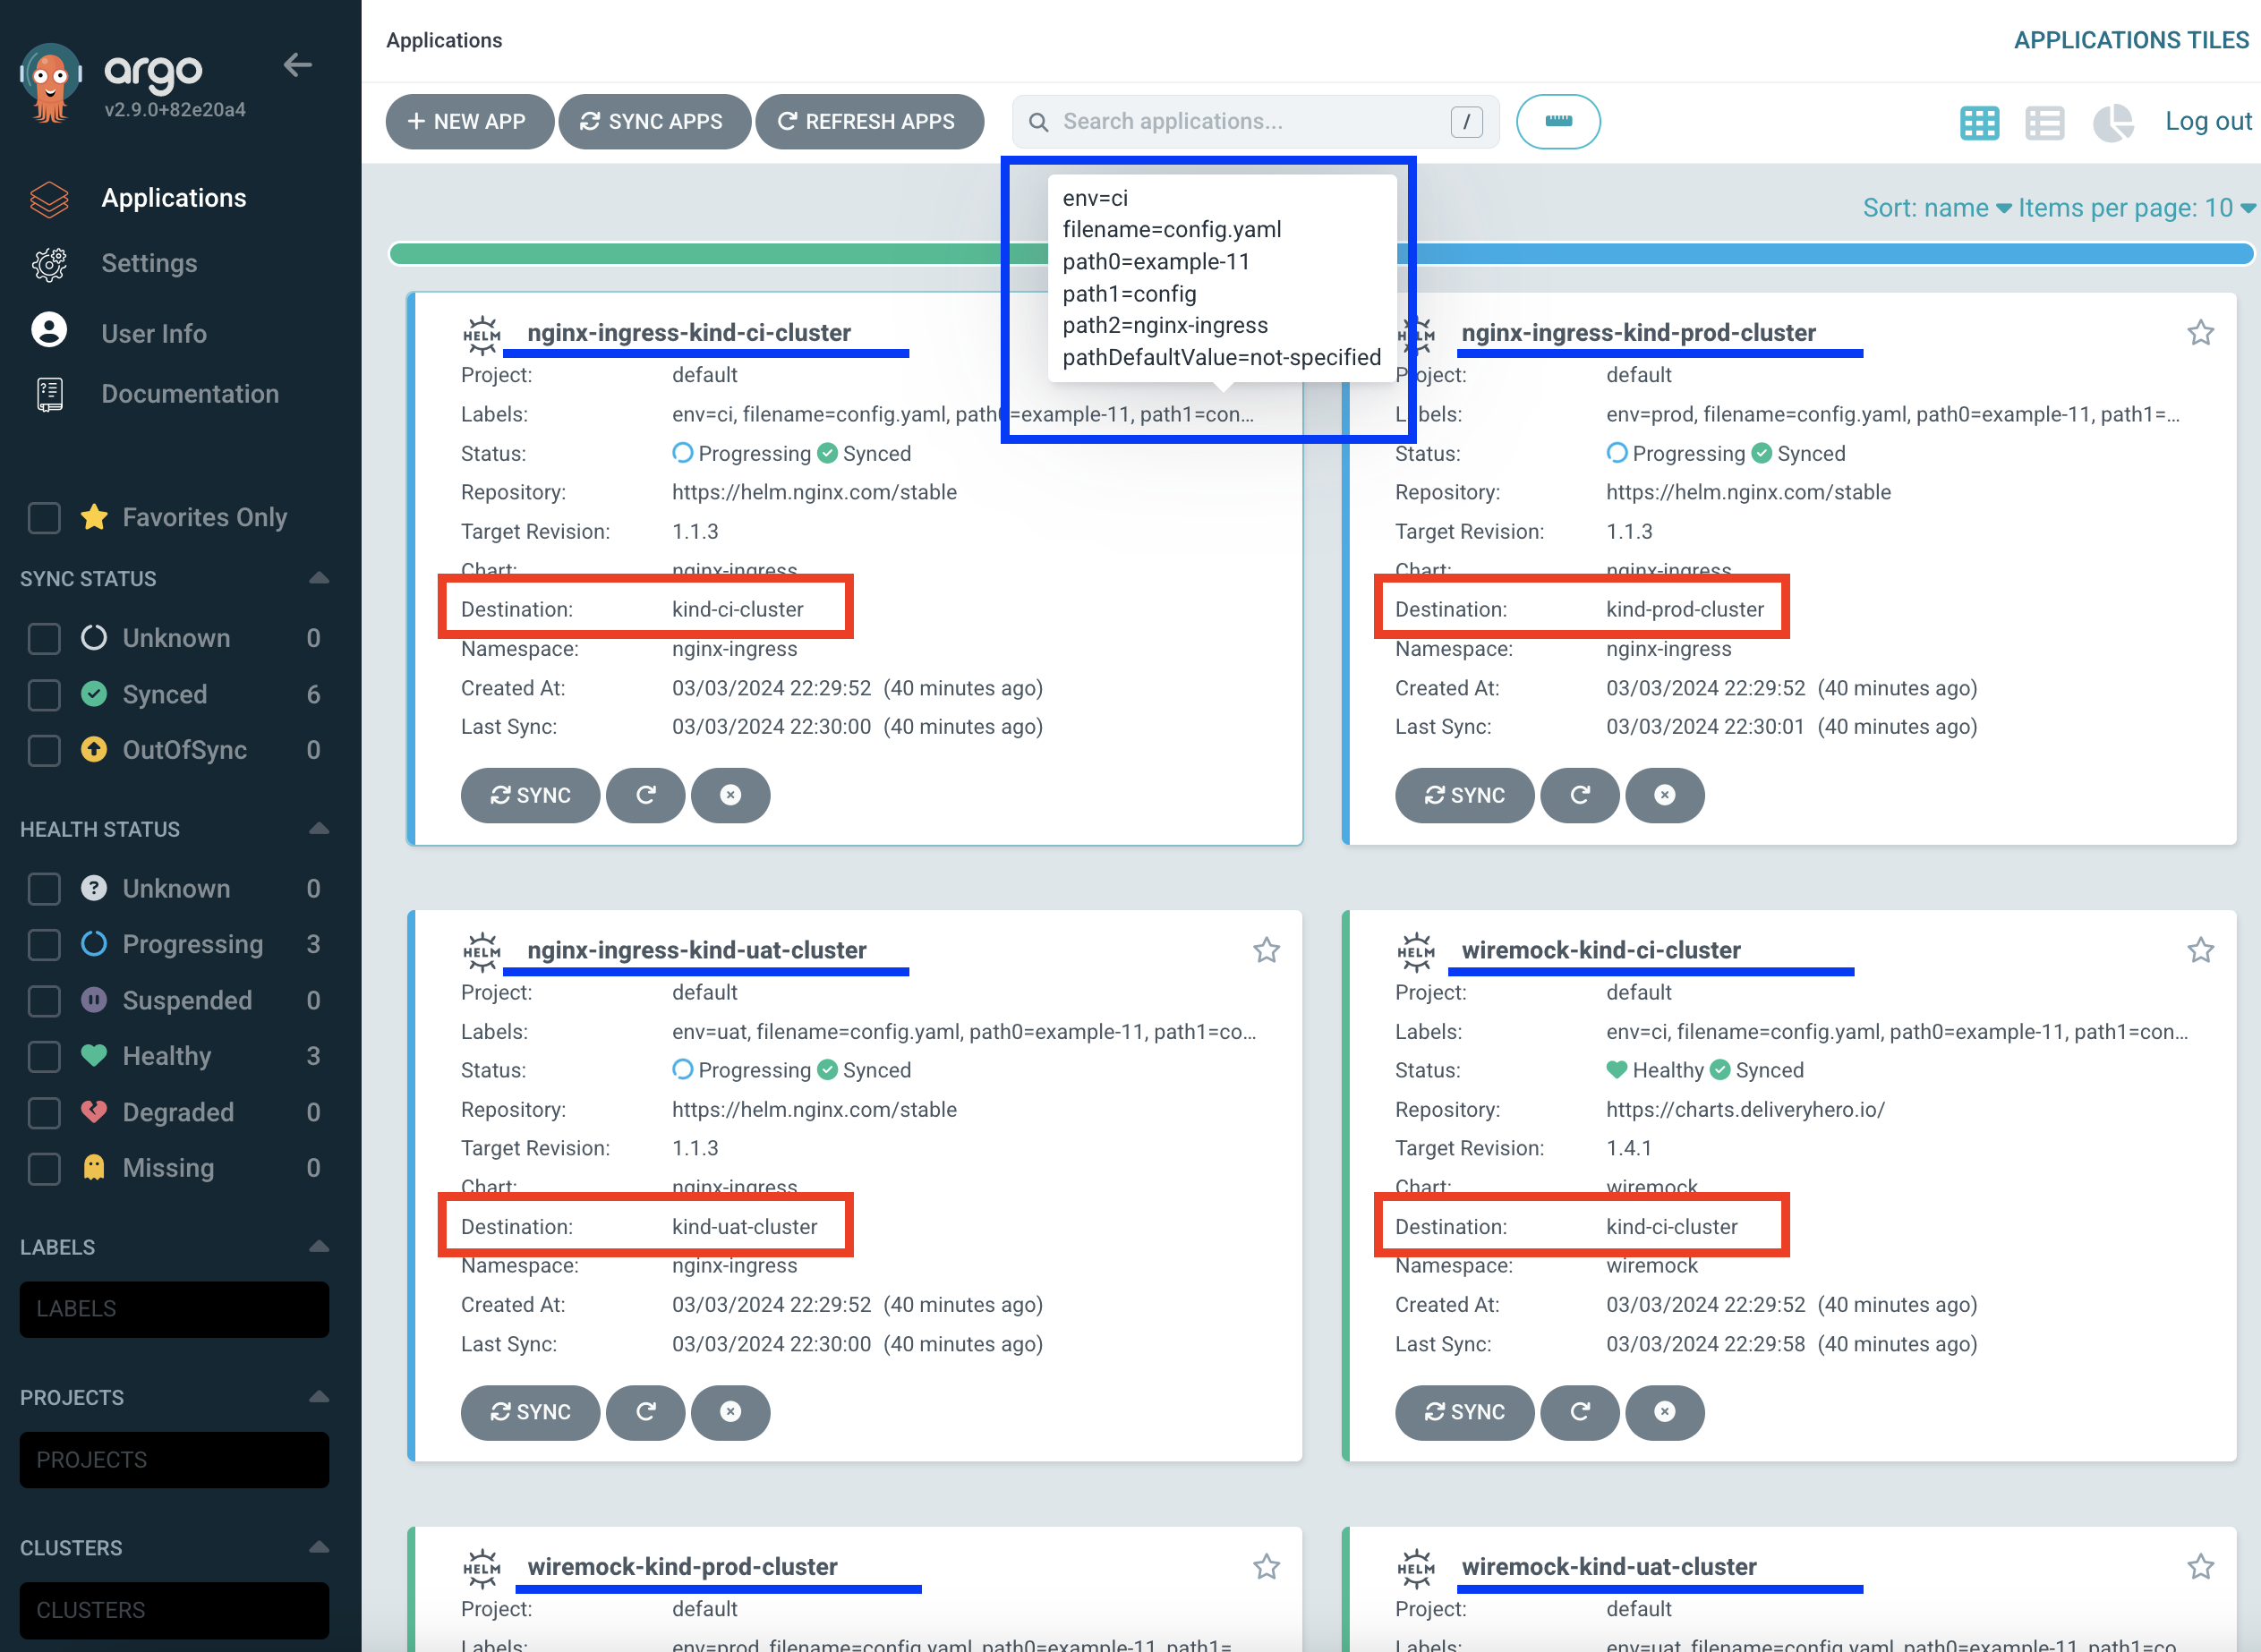 argo
v2.9.0+82e20a4
Applications
Settings
User Info
Documentation
Favorites Only
SYNC STATUS
Unknown 0
Synced 6
OutOfSync 0
HEALTH STATUS
Unknown 0
Progressing 3
Suspended 0
Healthy 3
Degraded 0
Missing 0
LABELS
LABELS
PROJECTS
PROJECTS
CLUSTERS
CLUSTERS
Applications
APPLICATIONS TILES
+ NEW APP
SYNC APPS
REFRESH APPS
Search applications...
/
Log out
Sort: name
Items per page: 10
env=ci
filename=config.yaml
path0=example-11
path1=config
path2=nginx-ingress
pathDefaultValue=not-specified
HELM
nginx-ingress-kind-ci-cluster
Project: default
Labels: env=ci, filename=config.yaml, path0=example-11, path1=con...
Status: Progressing Synced
Repository: https://helm.nginx.com/stable
Target Revision: 1.1.3
Chart: nginx-ingress
Destination: kind-ci-cluster
Namespace: nginx-ingress
Created At: 03/03/2024 22:29:52 (40 minutes ago)
Last Sync: 03/03/2024 22:30:00 (40 minutes ago)
SYNC
HELM
nginx-ingress-kind-prod-cluster
Project: default
Labels: env=prod, filename=config.yaml, path0=example-11, path1=...
Status: Progressing Synced
Repository: https://helm.nginx.com/stable
Target Revision: 1.1.3
Chart: nginx-ingress
Destination: kind-prod-cluster
Namespace: nginx-ingress
Created At: 03/03/2024 22:29:52 (40 minutes ago)
Last Sync: 03/03/2024 22:30:01 (40 minutes ago)
SYNC
HELM
nginx-ingress-kind-uat-cluster
Project: default
Labels: env=uat, filename=config.yaml, path0=example-11, path1=co...
Status: Progressing Synced
Repository: https://helm.nginx.com/stable
Target Revision: 1.1.3
Chart: nginx-ingress
Destination: kind-uat-cluster
Namespace: nginx-ingress
Created At: 03/03/2024 22:29:52 (40 minutes ago)
Last Sync: 03/03/2024 22:30:00 (40 minutes ago)
SYNC
HELM
wiremock-kind-ci-cluster
Project: default
Labels: env=ci, filename=config.yaml, path0=example-11, path1=con...
Status: Healthy Synced
Repository: https://charts.deliveryhero.io/
Target Revision: 1.4.1
Chart: wiremock
Destination: kind-ci-cluster
Namespace: wiremock
Created At: 03/03/2024 22:29:52 (40 minutes ago)
Last Sync: 03/03/2024 22:29:58 (40 minutes ago)
SYNC
HELM
wiremock-kind-prod-cluster
Project: default
Labels: env=prod, filename=config.yaml, path0=example-11, path1=
HELM
wiremock-kind-uat-cluster
Project: default
Labels: env=uat, filename=config.yaml, path0=example-11, path1=co